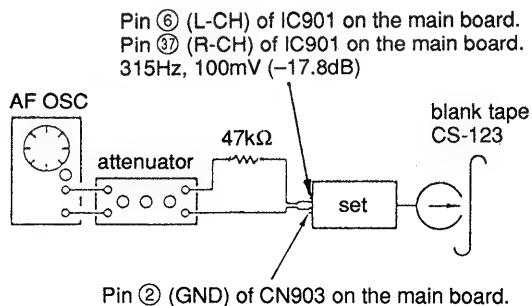 Pin ⑥ (L-CH) of IC901 on the main board.
Pin ㊲ (R-CH) of IC901 on the main board.
315Hz, 100mV (–17.8dB)
AF OSC
attenuator
47kΩ
set
blank tape
CS-123
Pin ② (GND) of CN903 on the main board.